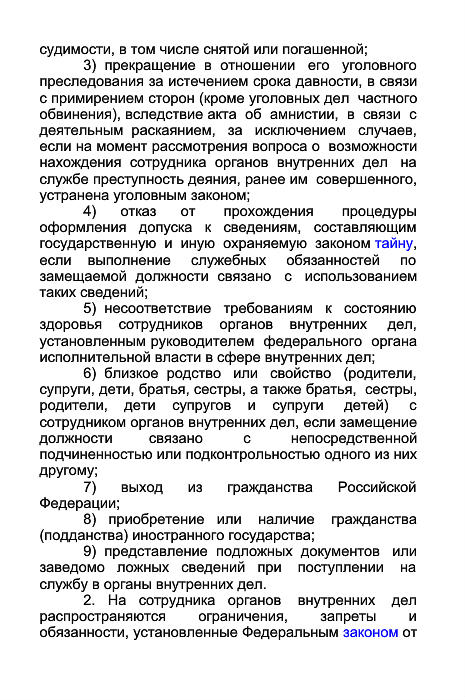 судимости, в том числе снятой или погашенной;
3) прекращение в отношении его уголовного
преследования за истечением срока давности, в связи
с примирением сторон (кроме уголовных дел частного
обвинения), вследствие акта об амнистии, в связи с
деятельным раскаянием, за исключением случаев,
если на момент рассмотрения вопроса о возможности
нахождения сотрудника органов внутренних дел на
службе преступность деяния, ранее им совершенного,
устранена уголовным законом;
4) отказ от прохождения процедуры
оформления допуска к сведениям, составляющим
государственную и иную охраняемую законом тайну,
если выполнение служебных обязанностей по
замещаемой должности связано с использованием
таких сведений;
5) несоответствие требованиям к состоянию
здоровья сотрудников органов внутренних дел,
установленным руководителем федерального органа
исполнительной власти в сфере внутренних дел;
6) близкое родство или свойство (родители,
супруги, дети, братья, сестры, а также братья, сестры,
родители, дети супругов и супруги детей) с
сотрудником органов внутренних дел, если замещение
должности связано с непосредственной
подчиненностью или подконтрольностью одного из них
другому;
7) выход из гражданства Российской
Федерации;
8) приобретение или наличие гражданства
(подданства) иностранного государства;
9) представление подложных документов или
заведомо ложных сведений при поступлении на
службу в органы внутренних дел.
2. На сотрудника органов внутренних дел
распространяются ограничения, запреты и
обязанности, установленные Федеральным законом от